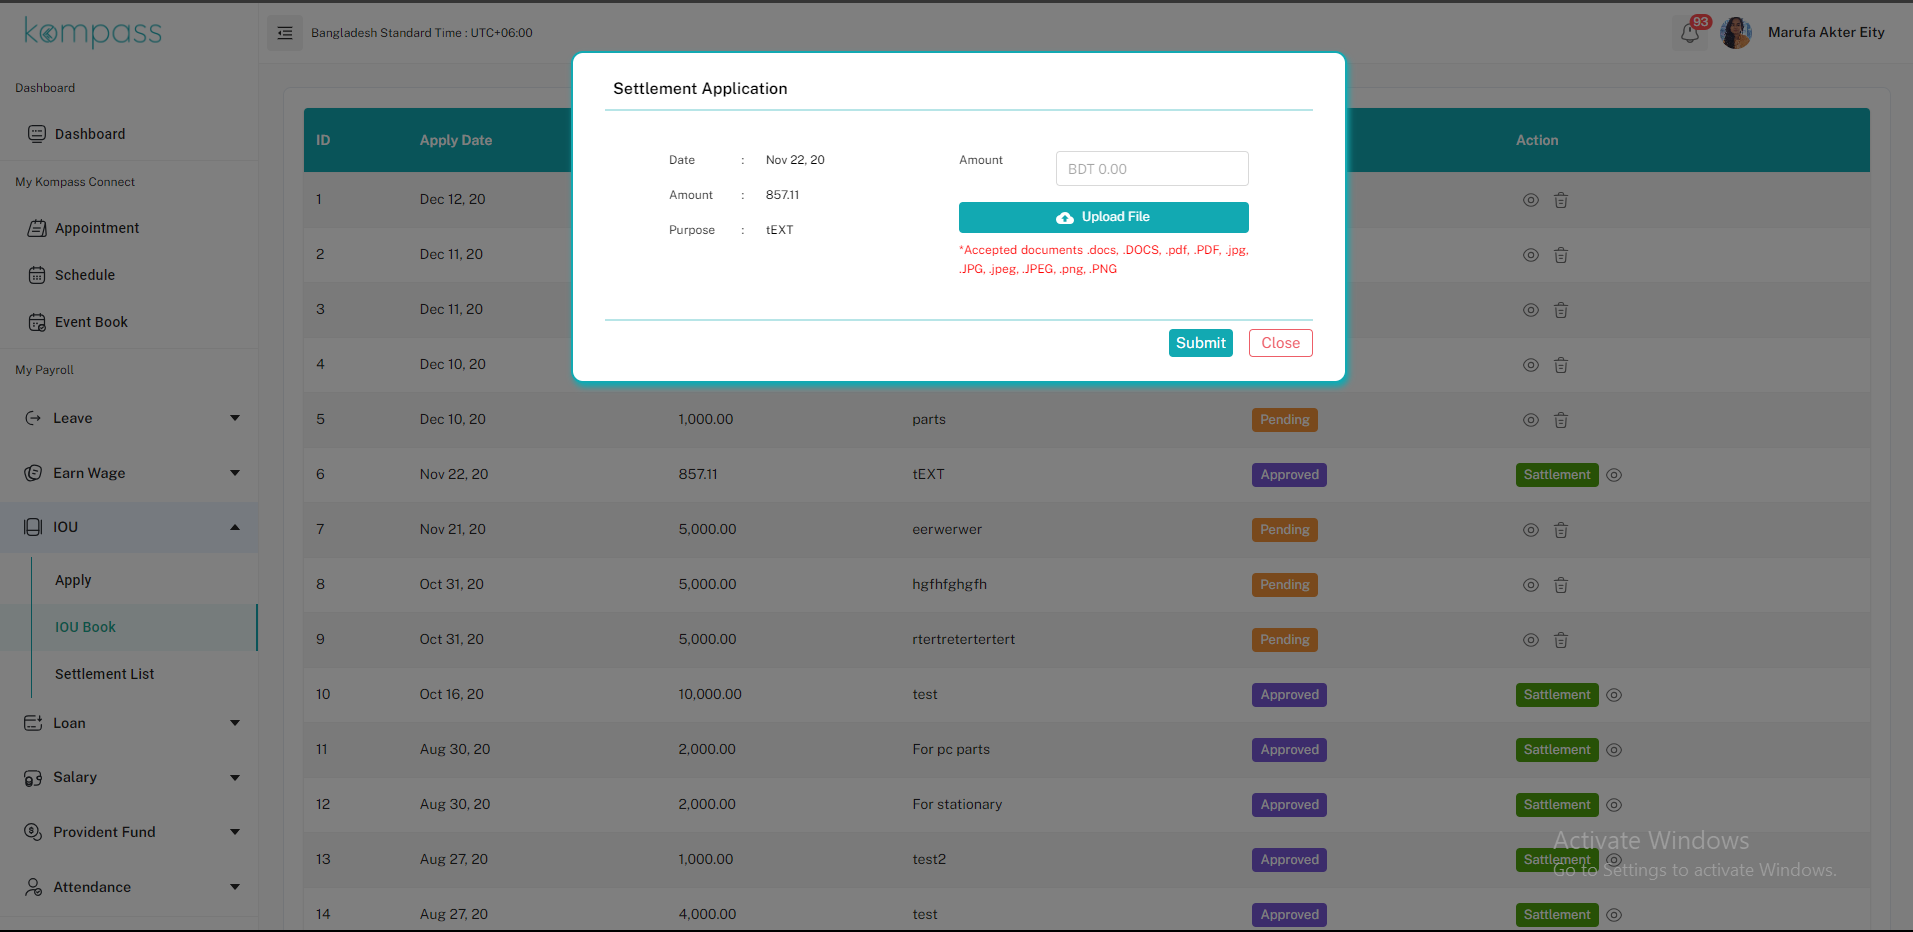 kompass
Bangladesh Standard Time : UTC+06:00
93
Marufa Akter Eity
Dashboard
Dashboard
My Kompass Connect
Appointment
Schedule
Event Book
My Payroll
Leave
Earn Wage
IOU
Apply
IOU Book
Settlement List
Loan
Salary
Provident Fund
Attendance
Settlement Application
Date : Nov 22, 20
Amount : 857.11
Purpose : tEXT
Amount BDT 0.00
Upload File
*Accepted documents .docs, .DOCS, .pdf, .PDF, .jpg,
.JPG, .jpeg, .JPEG, .png, .PNG
Submit Close
ID Apply Date Action
1 Dec 12, 20
2 Dec 11, 20
3 Dec 11, 20
4 Dec 10, 20
5 Dec 10, 20 1,000.00 parts Pending
6 Nov 22, 20 857.11 tEXT Approved Sattlement
7 Nov 21, 20 5,000.00 eerwerwer Pending
8 Oct 31, 20 5,000.00 hgfhfghgfh Pending
9 Oct 31, 20 5,000.00 rtertretertertert Pending
10 Oct 16, 20 10,000.00 test Approved Sattlement
11 Aug 30, 20 2,000.00 For pc parts Approved Sattlement
12 Aug 30, 20 2,000.00 For stationary Approved Sattlement
13 Aug 27, 20 1,000.00 test2 Approved Sattlement
14 Aug 27, 20 4,000.00 test Approved Sattlement
Activate Windows
Go to Settings to activate Windows.